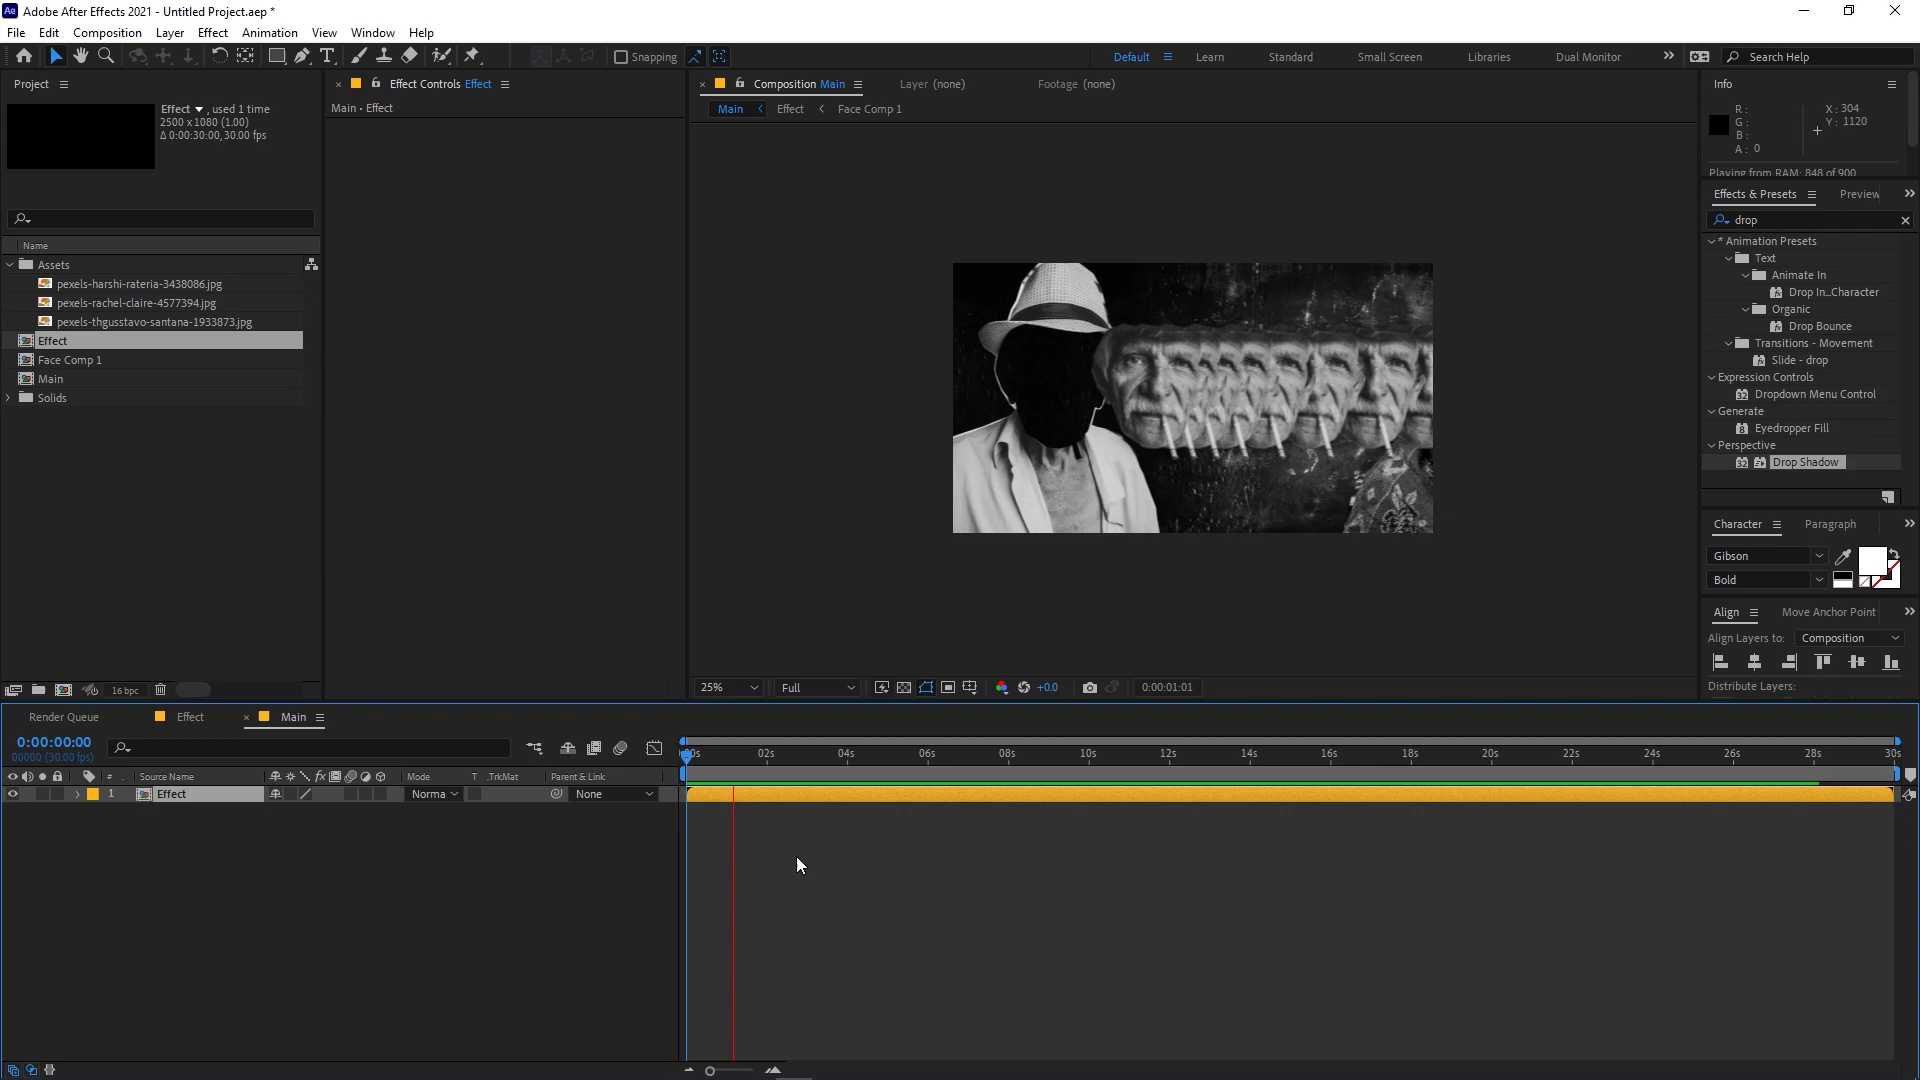 Ae Adobe After Effects 2021 - Untitled Project.aep *
File Edit Composition Layer Effect Animation View Window Help
Snapping Default Learn Standard Small Screen Libraries Dual Monitor Search Help
Project
Effect , used 1 time
2500 x 1080 (1.00)
Δ 0:00:30:00, 30.00 fps
Name
Assets
pexels-harshi-rateria-3438086.jpg
pexels-rachel-claire-4577394.jpg
pexels-thgusstavo-santana-1933873.jpg
Effect
Face Comp 1
Main
Solids
16 bpc
Effect Controls Effect
Main • Effect
Composition Main Layer (none) Footage (none)
Main Effect Face Comp 1
25% Full +0.0 0:00:01:01
Info
R :
G :
B :
A : 0
X : 304
Y : 1120
Playing from RAM: 848 of 900
Effects & Presets Preview
drop
* Animation Presets
Text
Animate In
Drop In...Character
Organic
Drop Bounce
Transitions - Movement
Slide - drop
Expression Controls
32 Dropdown Menu Control
Generate
8 Eyedropper Fill
Perspective
32 Drop Shadow
Character Paragraph
Gibson
Bold
Align Move Anchor Point
Align Layers to: Composition
Distribute Layers:
Render Queue Effect Main
0:00:00:00
00000 (30.00 fps)
# Source Name fx Mode T .TrkMat Parent & Link
1 Effect Norma None
02s 04s 06s 08s 10s 12s 14s 16s 18s 20s 22s 24s 26s 28s 30s